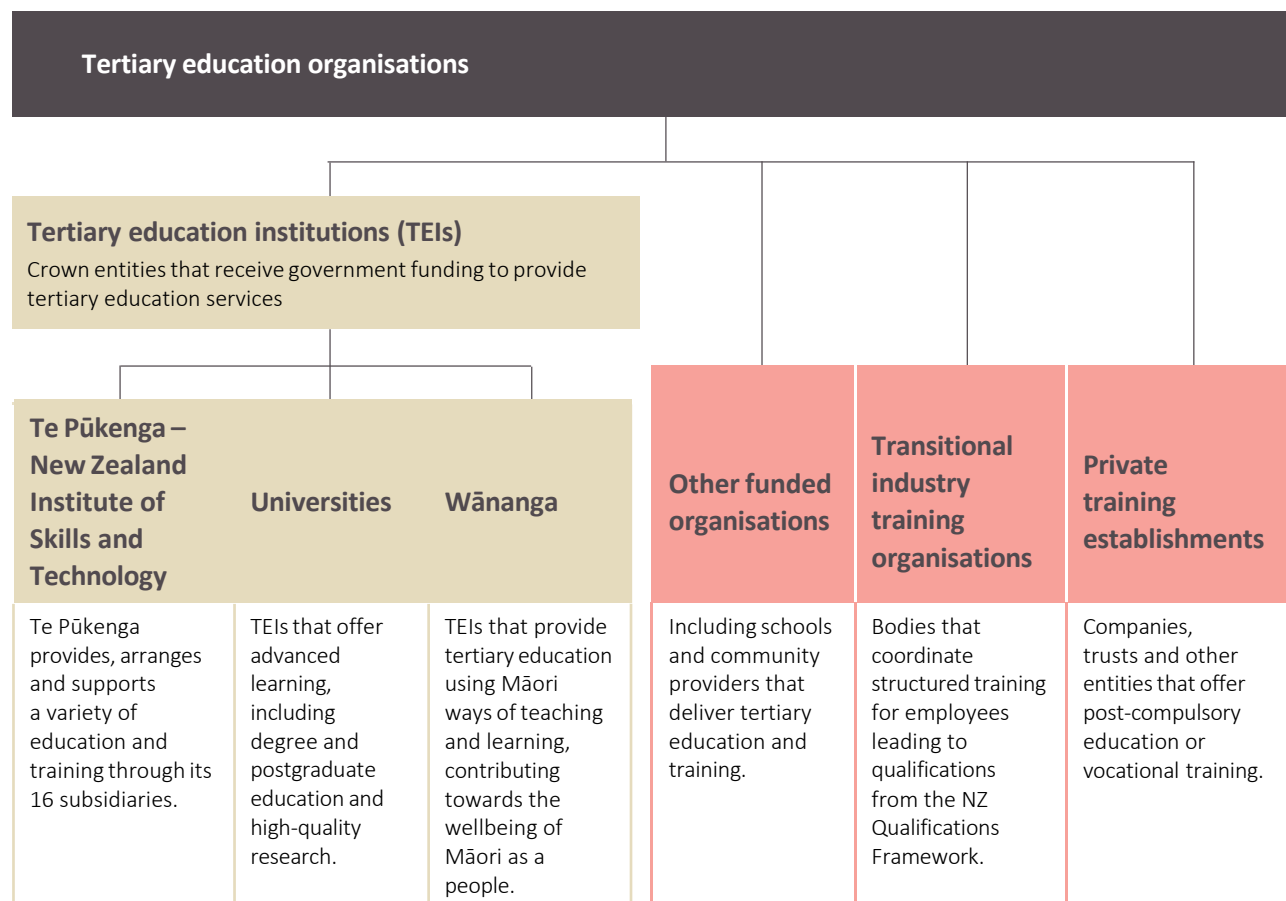 Tertiary education organisations
Tertiary education institutions (TEIs)
Crown entities that receive government funding to provide
tertiary education services
Te Pūkenga –
New Zealand
Institute of
Skills and
Technology
Universities
Wānanga
Other funded
organisations
Transitional
industry
training
organisations
Private
training
establishments
Te Pūkenga
provides, arranges
and supports
a variety of
education and
training through its
16 subsidiaries.
TEIs that offer
advanced
learning,
including
degree and
postgraduate
education and
high-quality
research.
TEIs that provide
tertiary education
using Māori
ways of teaching
and learning,
contributing
towards the
wellbeing of
Māori as a
people.
Including schools
and community
providers that
deliver tertiary
education and
training.
Bodies that
coordinate
structured training
for employees
leading to
qualifications
from the NZ
Qualifications
Framework.
Companies,
trusts and other
entities that offer
post-compulsory
education or
vocational training.